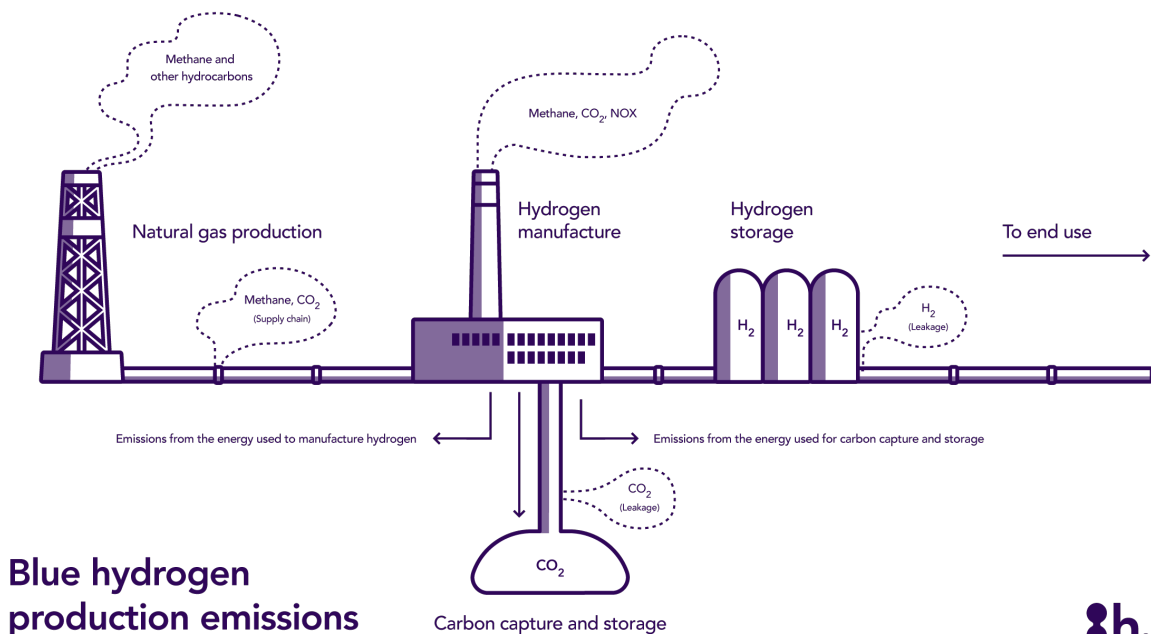 Methane and
other hydrocarbons
Methane, CO₂, NOX
Natural gas production
Hydrogen
manufacture
Hydrogen
storage
To end use
Methane, CO₂
(Supply chain)
H₂
(Leakage)
H₂
H₂
H₂
Emissions from the energy used to manufacture hydrogen
Emissions from the energy used for carbon capture and storage
CO₂
(Leakage)
CO₂
Blue hydrogen
production emissions
Carbon capture and storage
h.